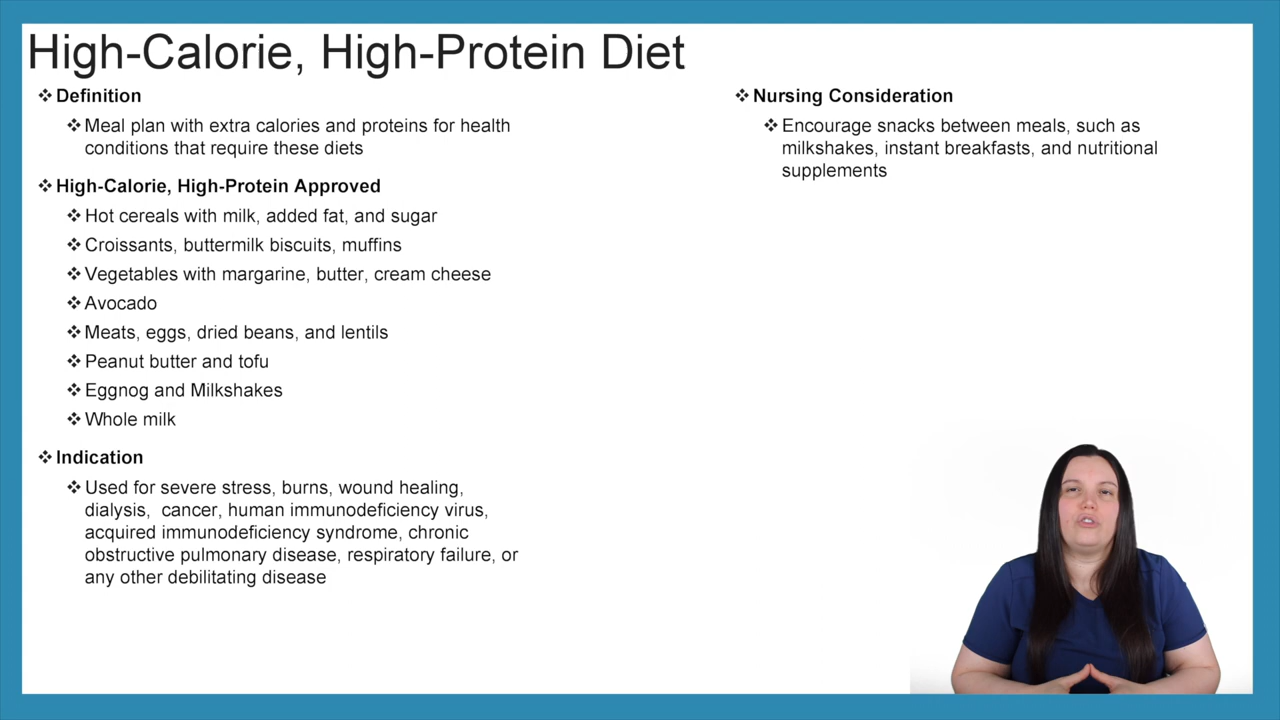 High-Calorie, High-Protein Diet
❖ Definition
❖ Meal plan with extra calories and proteins for health
conditions that require these diets
❖ High-Calorie, High-Protein Approved
❖ Hot cereals with milk, added fat, and sugar
❖ Croissants, buttermilk biscuits, muffins
❖ Vegetables with margarine, butter, cream cheese
❖ Avocado
❖ Meats, eggs, dried beans, and lentils
❖ Peanut butter and tofu
❖ Eggnog and Milkshakes
❖ Whole milk
❖ Indication
❖ Used for severe stress, burns, wound healing,
dialysis, cancer, human immunodeficiency virus,
acquired immunodeficiency syndrome, chronic
obstructive pulmonary disease, respiratory failure, or
any other debilitating disease
❖ Nursing Consideration
❖ Encourage snacks between meals, such as
milkshakes, instant breakfasts, and nutritional
supplements